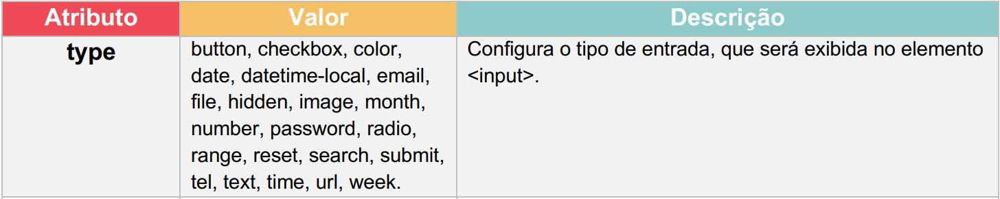 Atributo Valor Descrição
type
button, checkbox, color,
date, datetime-local, email,
file, hidden, image, month,
number, password, radio,
range, reset, search, submit,
tel, text, time, url, week.
Configura o tipo de entrada, que será exibida no elemento
<input>.